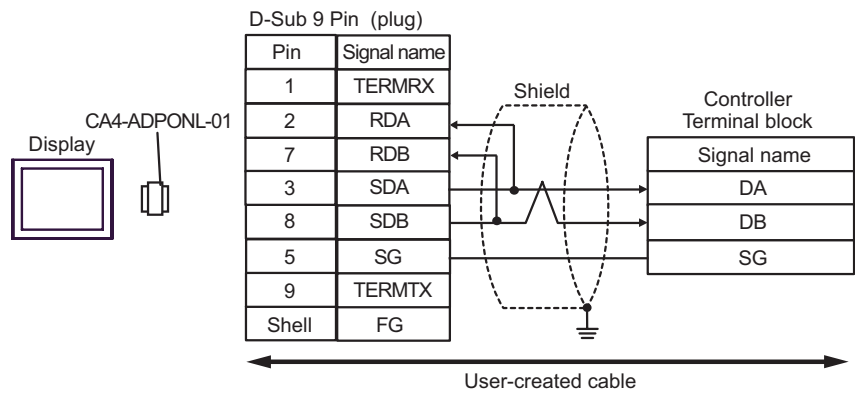 D-Sub 9 Pin (plug)
Pin Signal name
1 TERMRX
2 RDA
7 RDB
3 SDA
8 SDB
5 SG
9 TERMTX
Shell FG
CA4-ADPONL-01
Display
Shield
Controller
Terminal block
Signal name
DA
DB
SG
User-created cable